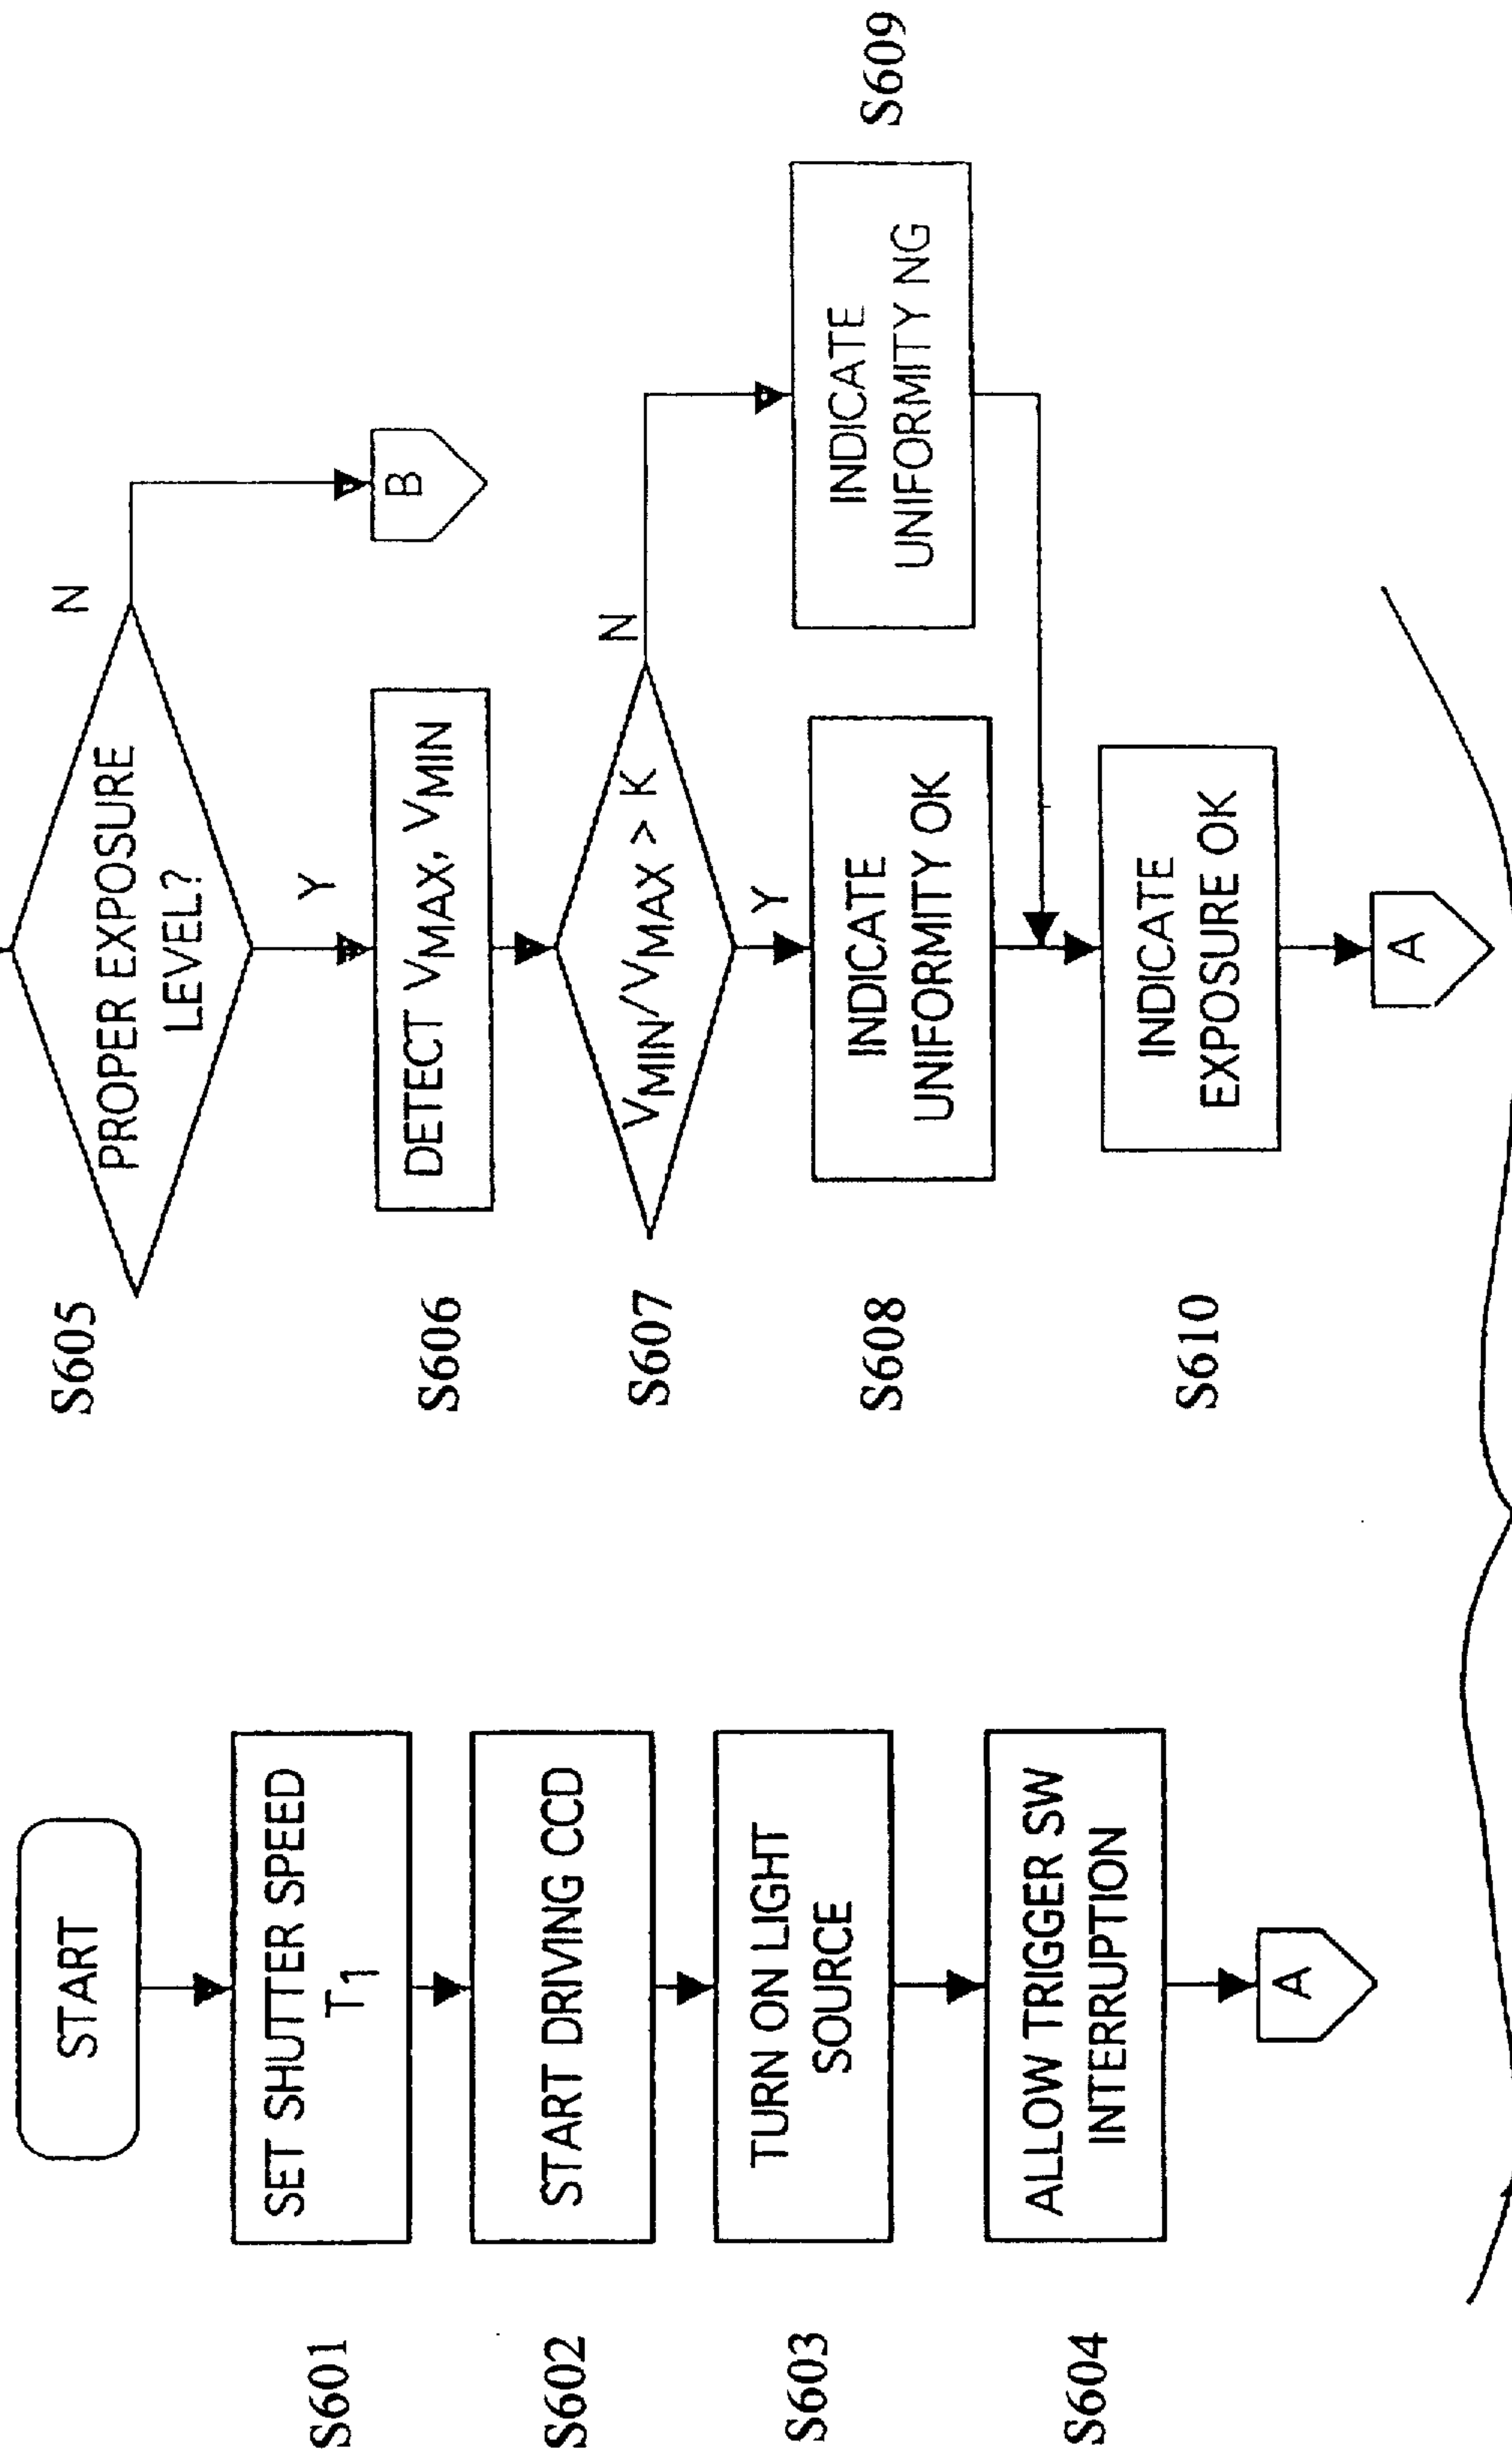 START
S601
SET SHUTTER SPEED
T1
S602
START DRIVING CCD
S603
TURN ON LIGHT
SOURCE
S604
ALLOW TRIGGER SW
INTERRUPTION
A
S605
PROPER EXPOSURE
LEVEL?
N
B
Y
S606
DETECT VMAX, VMIN
S607
VMIN/VMAX > K
N
Y
S608
INDICATE
UNIFORMITY OK
INDICATE
UNIFORMITY NG
S609
S610
INDICATE
EXPOSURE OK
A